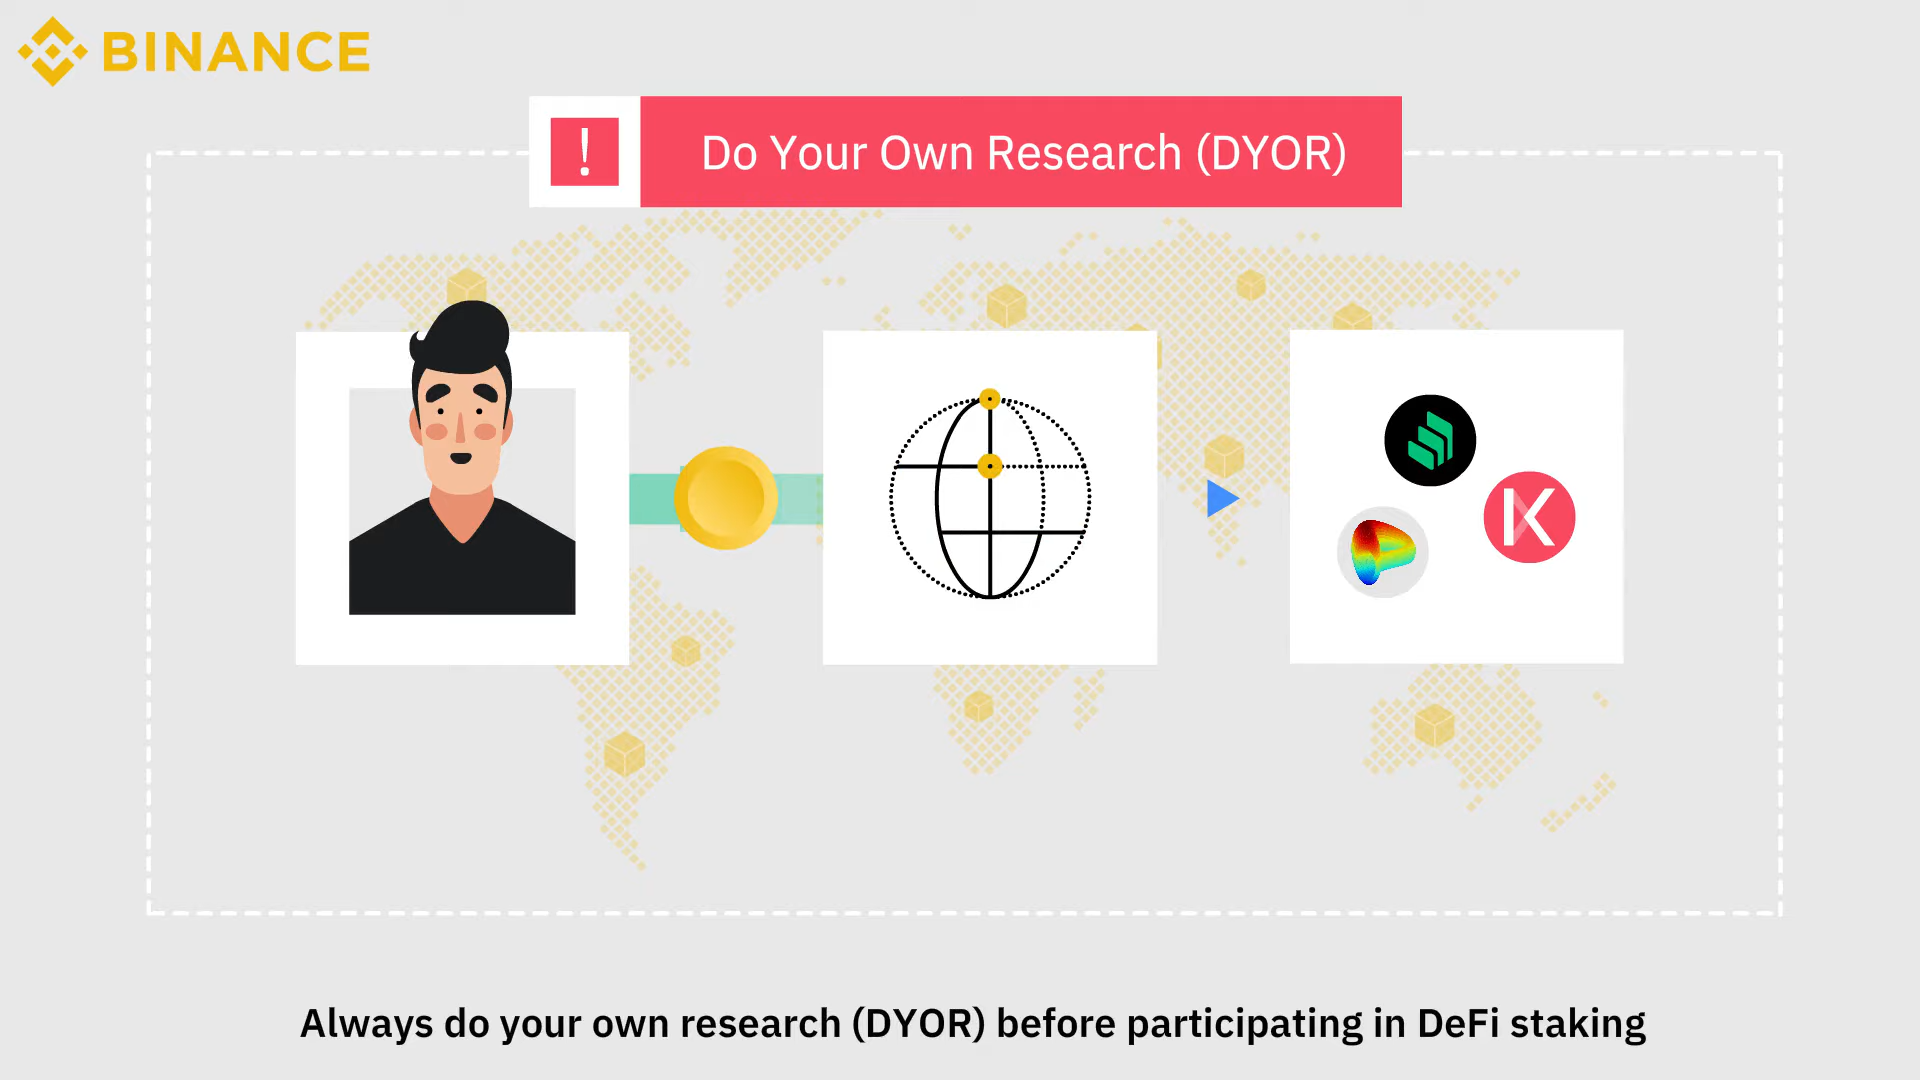 BINANCE
! Do Your Own Research (DYOR)
K
Always do your own research (DYOR) before participating in DeFi staking